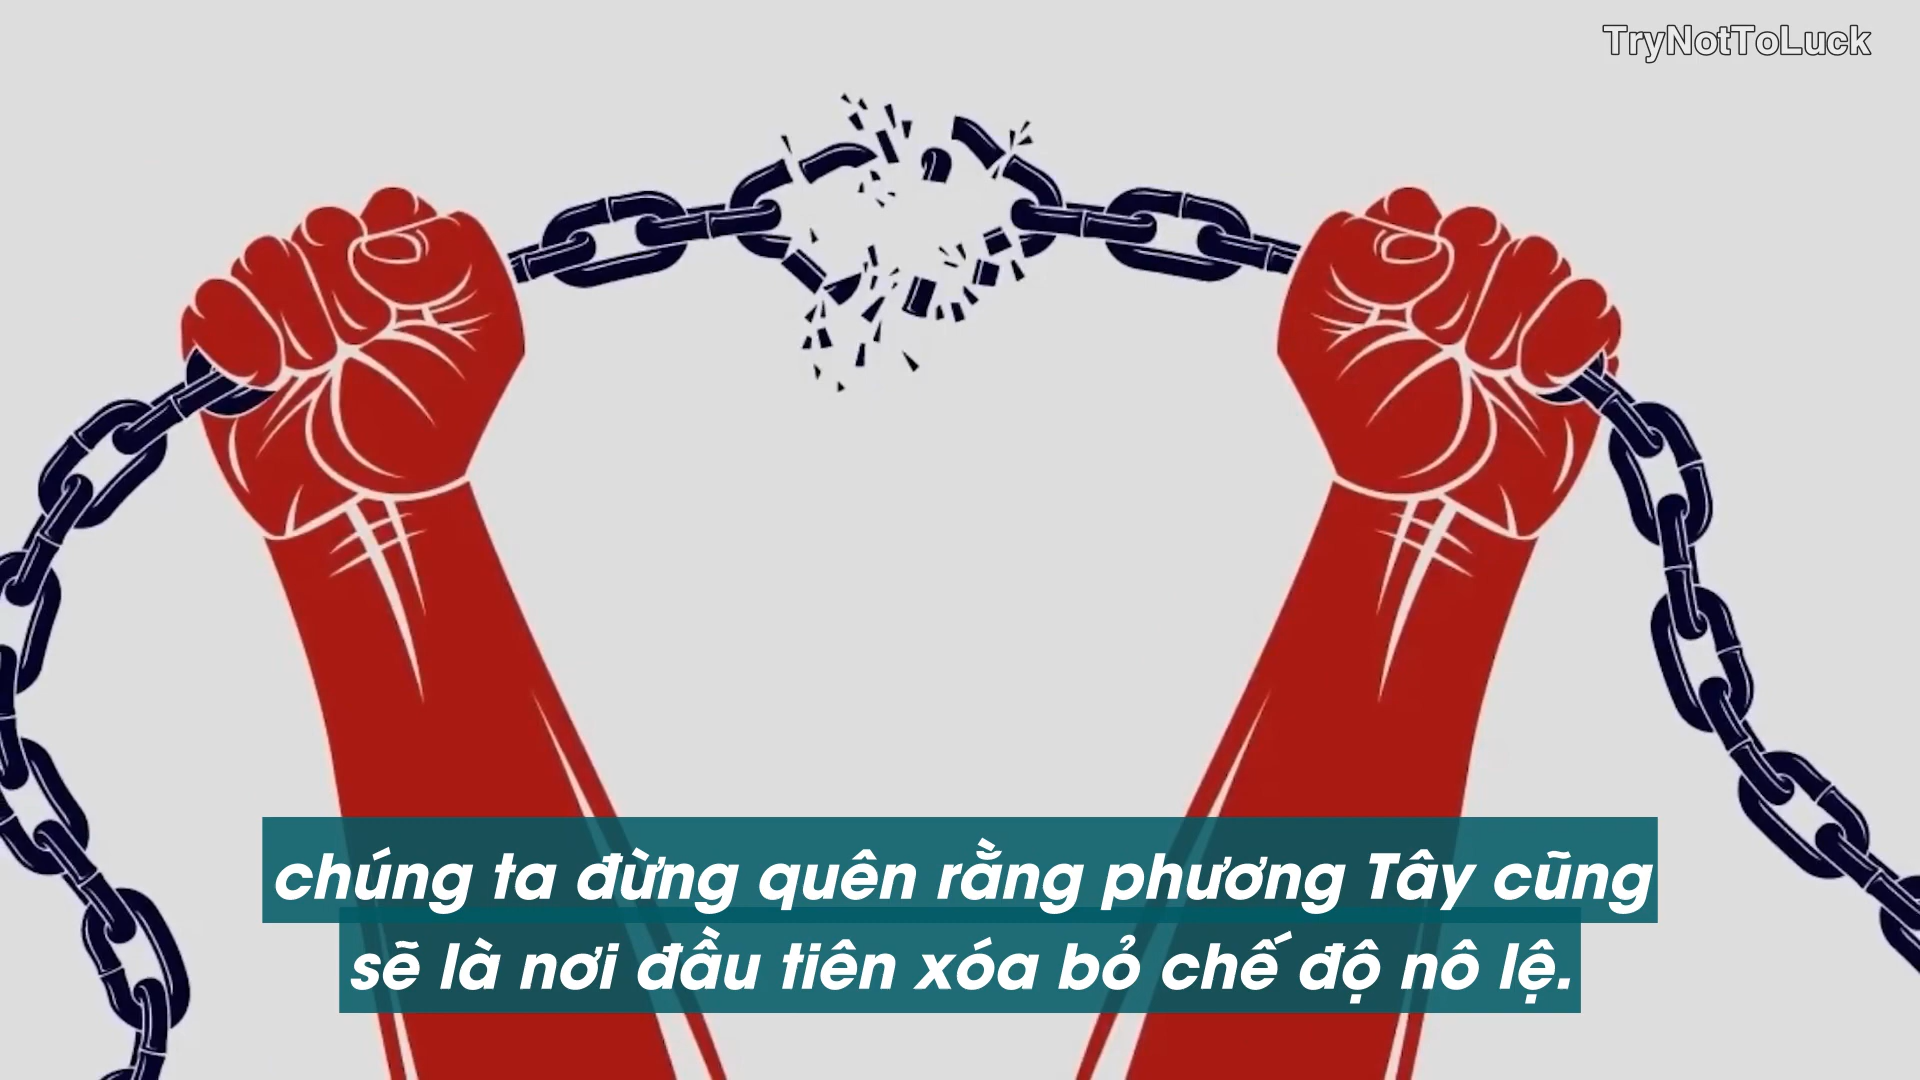 TryNotToLuck
chúng ta đừng quên rằng phương Tây cũng
sẽ là nơi đầu tiên xóa bỏ chế độ nô lệ.